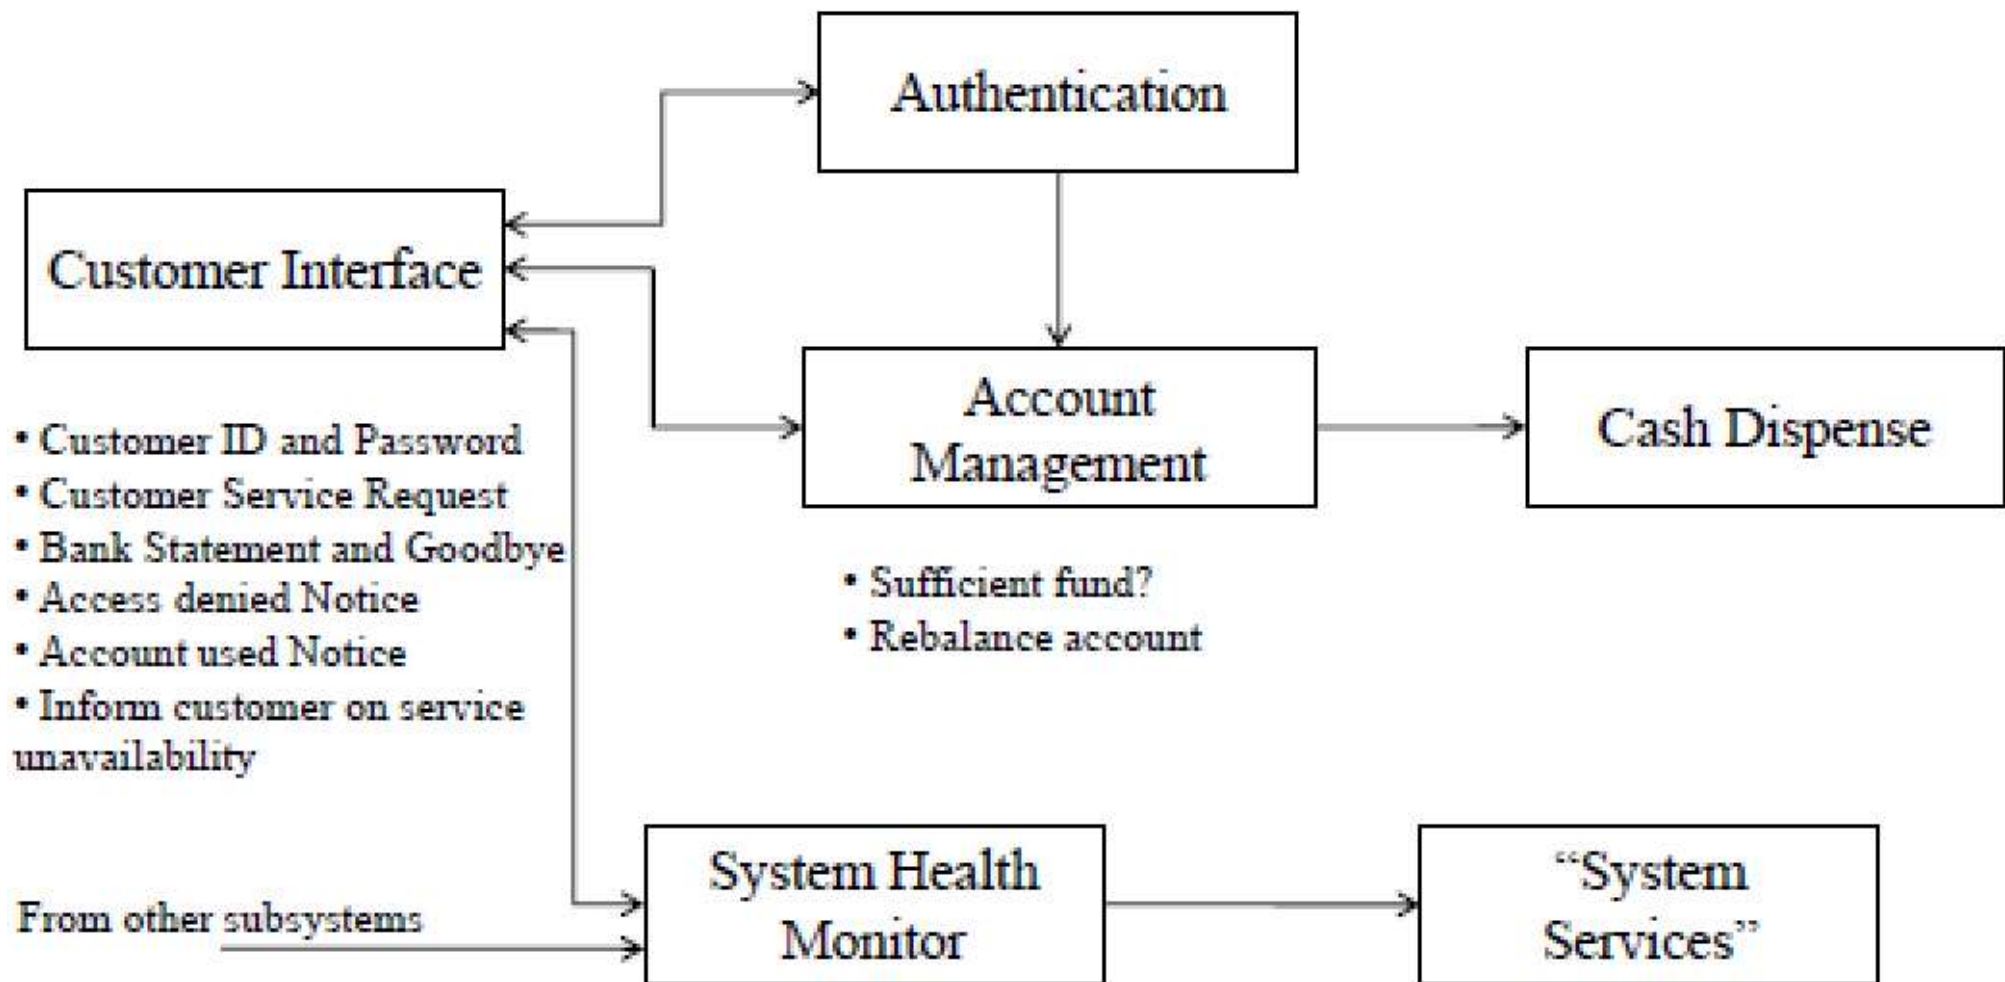 Authentication
Customer Interface
Account
Management
Cash Dispense
• Customer ID and Password
• Customer Service Request
• Bank Statement and Goodbye
• Access denied Notice
• Account used Notice
• Inform customer on service
unavailability
• Sufficient fund?
• Rebalance account
From other subsystems
System Health
Monitor
“System
Services”